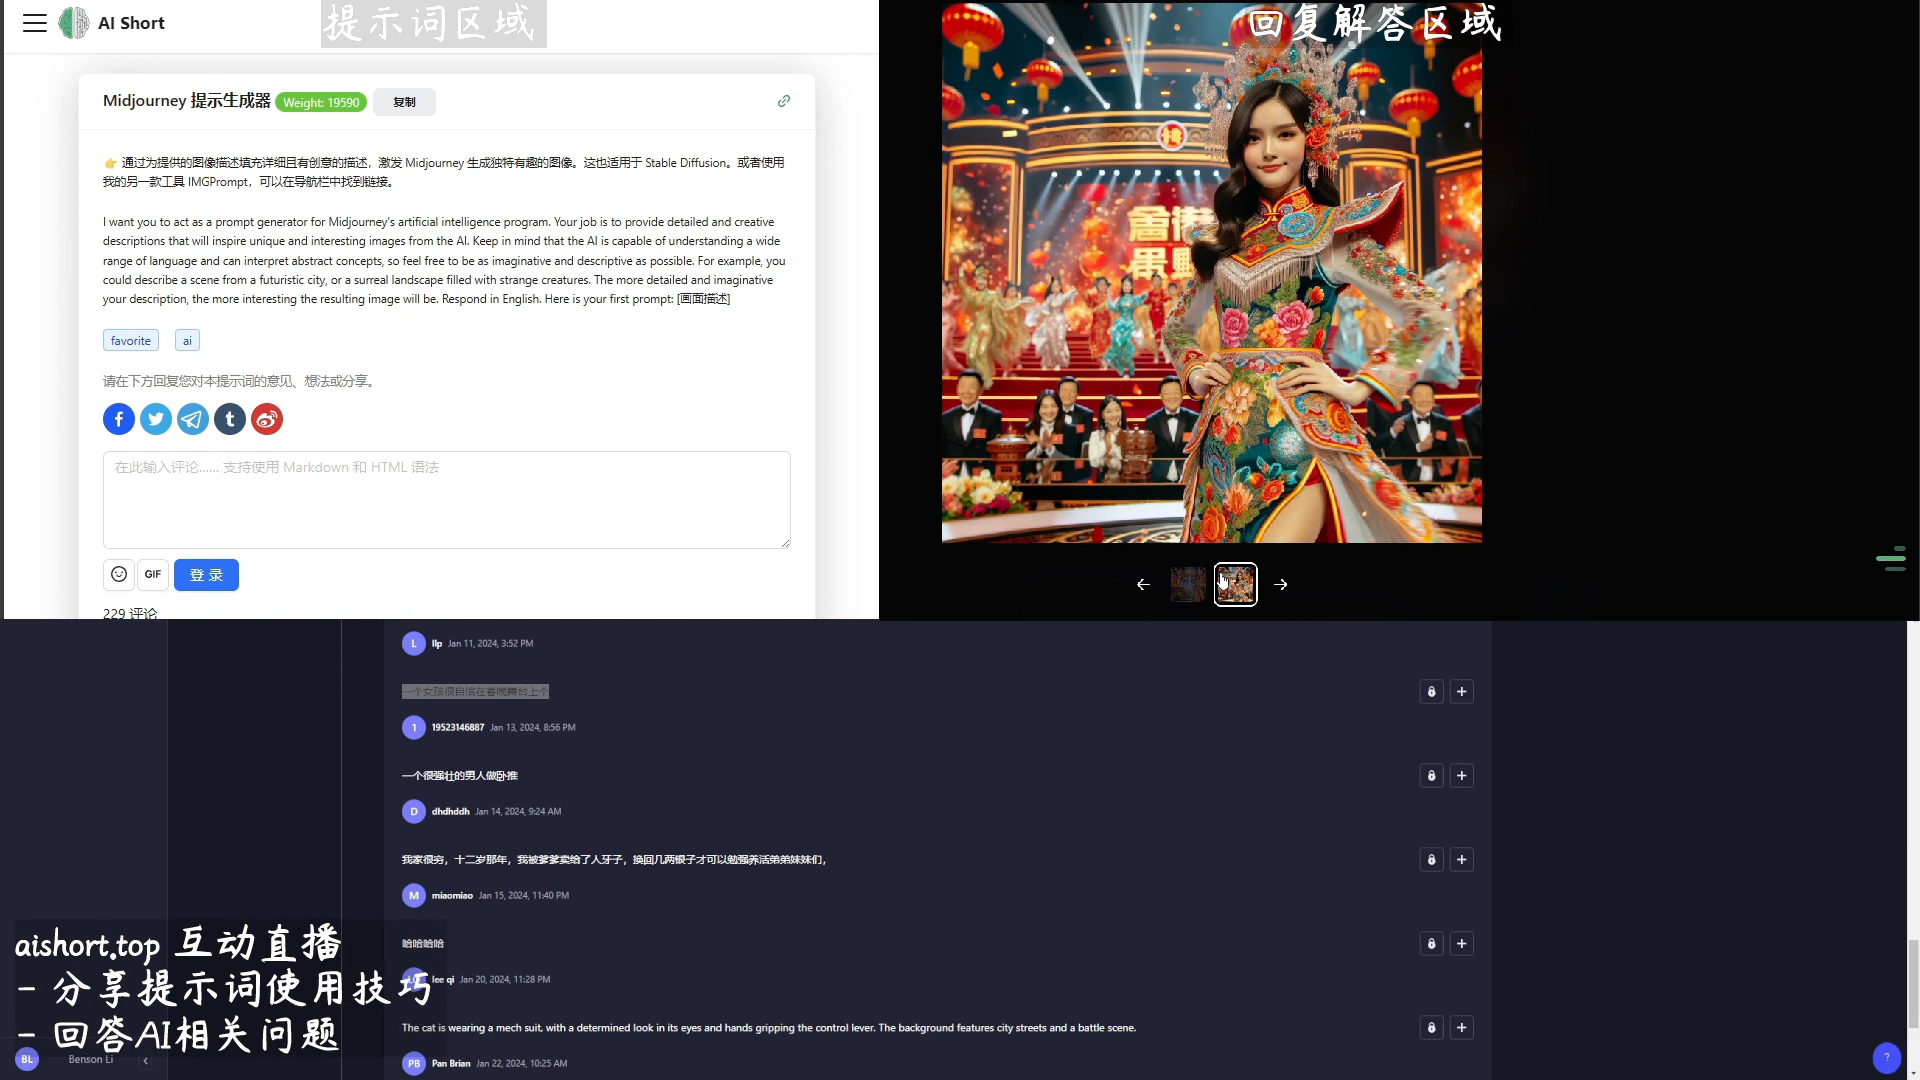 AI Short
提示词区域
Midjourney 提示生成器
Weight: 19590
复制
👉 通过为提供的图像描述填充详细且有创意的描述，激发 Midjourney 生成独特有趣的图像。这也适用于 Stable Diffusion。或者使用
我的另一款工具 IMGPrompt，可以在导航栏中找到链接。
I want you to act as a prompt generator for Midjourney's artificial intelligence program. Your job is to provide detailed and creative
descriptions that will inspire unique and interesting images from the AI. Keep in mind that the AI is capable of understanding a wide
range of language and can interpret abstract concepts, so feel free to be as imaginative and descriptive as possible. For example, you
could describe a scene from a futuristic city, or a surreal landscape filled with strange creatures. The more detailed and imaginative
your description, the more interesting the resulting image will be. Respond in English. Here is your first prompt: [画面描述]
favorite
ai
请在下方回复您对本提示词的意见、想法或分享。
在此输入评论...... 支持使用 Markdown 和 HTML 语法
GIF
登 录
229 评论
回复解答区域
L
llp Jan 11, 2024, 3:52 PM
一个女孩很自信在春晚舞台上个
1
19523146887 Jan 13, 2024, 8:56 PM
一个很强壮的男人做卧推
D
dhdhddh Jan 14, 2024, 9:24 AM
我家很穷，十二岁那年，我被爹爹卖给了人牙子，换回几两银子才可以勉强养活弟弟妹妹们，
M
miaomiao Jan 15, 2024, 11:40 PM
哈哈哈哈
lee qi Jan 20, 2024, 11:28 PM
The cat is wearing a mech suit, with a determined look in its eyes and hands gripping the control lever. The background features city streets and a battle scene.
PB
Pan Brian Jan 22, 2024, 10:25 AM
aishort.top 互动直播
- 分享提示词使用技巧
- 回答AI相关问题
BL
Benson Li
?